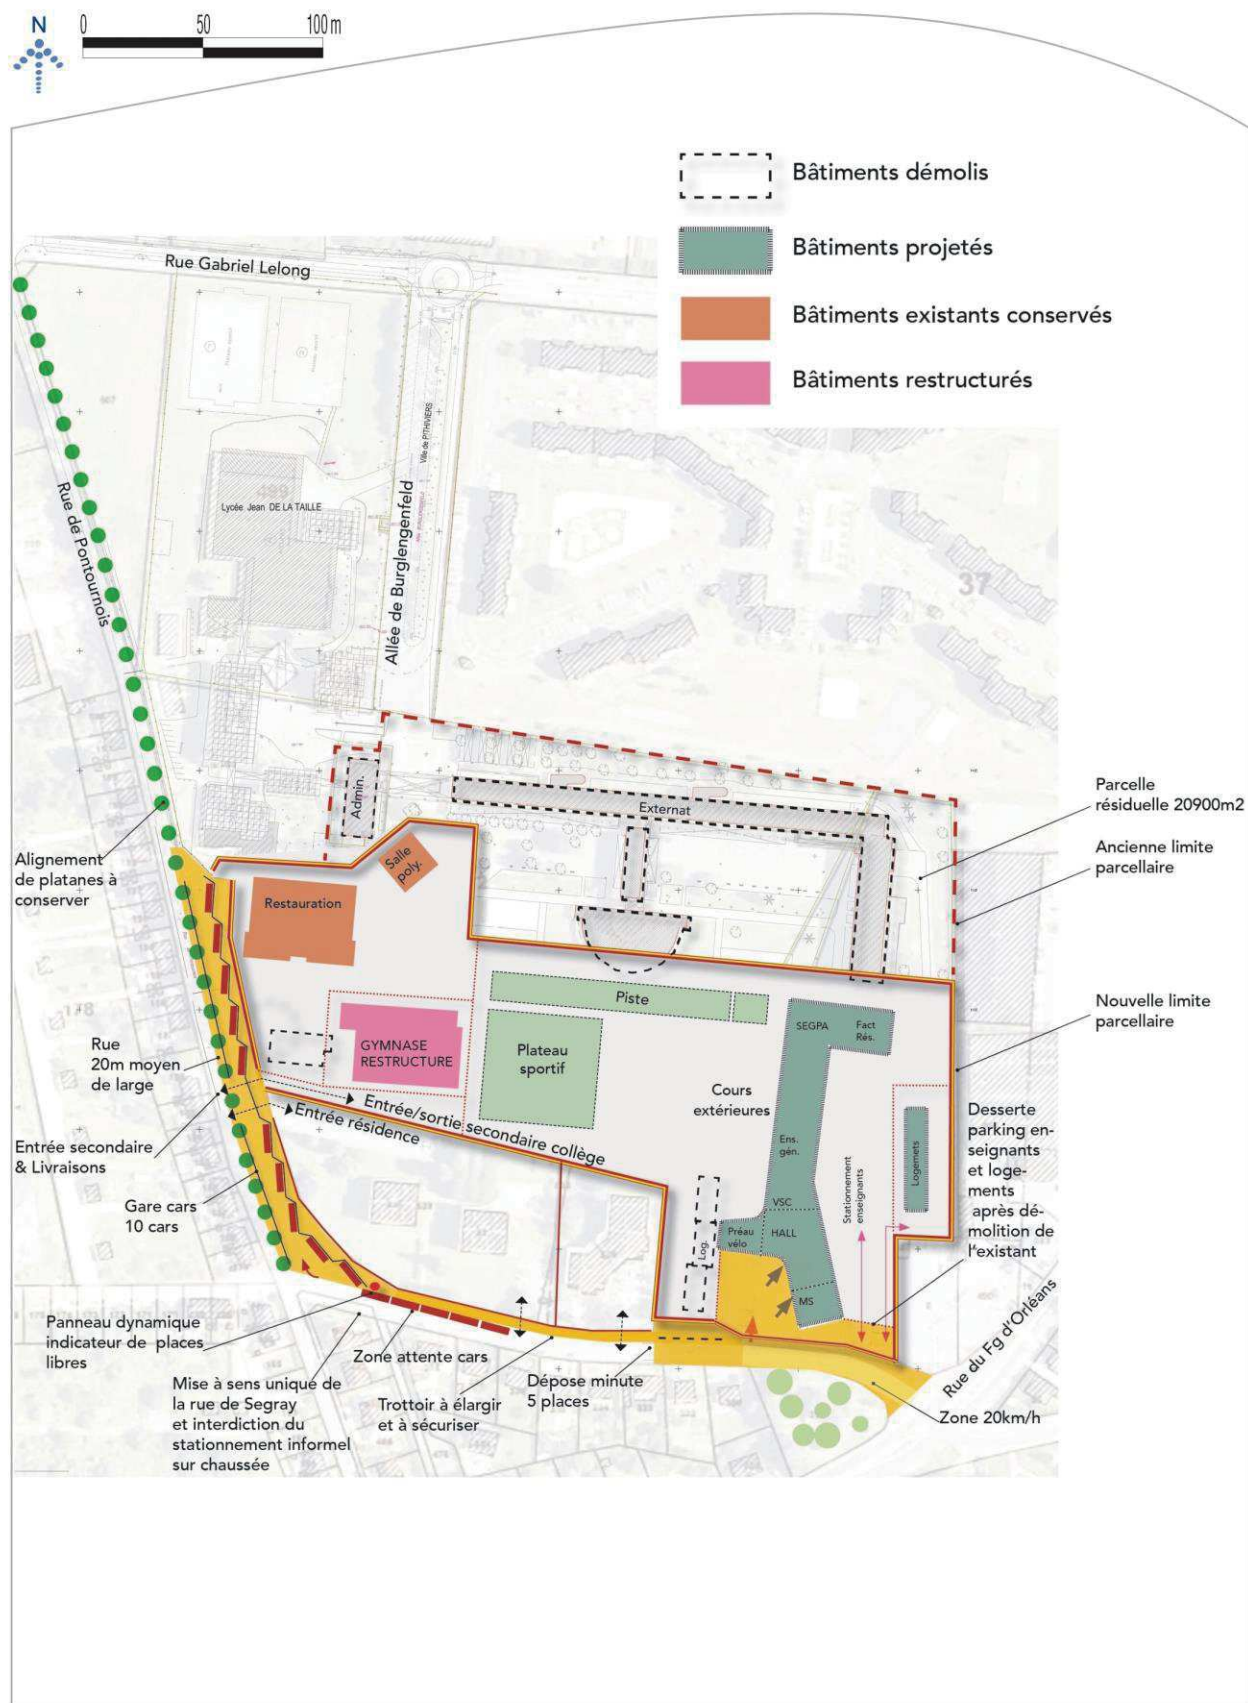 N
0 50 100 m
Bâtiments démolis
Bâtiments projetés
Bâtiments existants conservés
Bâtiments restructurés
Rue Gabriel Lelong
Ville de PITHIVIERS
Lycée Jean DE LA TAILLE
Rue de Pontournois
Allée de Burglengenfeld
37
Admin.
Externat
Parcelle
résiduelle 20900m2
Ancienne limite
parcellaire
Alignement
de platanes à
conserver
Salle
poly.
Restauration
Piste
SEGPA
Fact
Rés.
Nouvelle limite
parcellaire
178
Rue
20m moyen
de large
GYMNASE
RESTRUCTURE
Plateau
sportif
Cours
extérieures
Entrée/sortie secondaire collège
Entrée résidence
Entrée secondaire
& Livraisons
Ens.
gén.
Logemets
Stationnement
enseignants
Desserte
parking en-
seignants
et loge-
ments
après dé-
molition de
l'existant
Gare cars
10 cars
VSC
Préau
vélo
HALL
Log.
MS
Panneau dynamique
indicateur de places
libres
Zone attente cars
Mise à sens unique de
la rue de Segray
et interdiction du
stationnement informel
sur chaussée
Trottoir à élargir
et à sécuriser
Dépose minute
5 places
Rue du Fg d'Orléans
Zone 20km/h